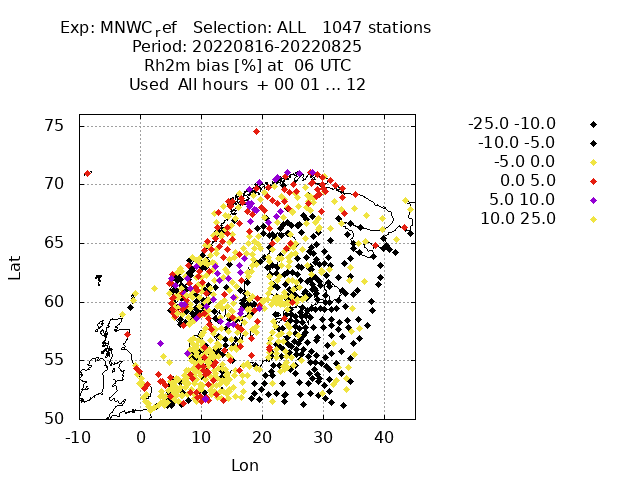 Exp: MNWC_ref   Selection: ALL   1047 stations
Period: 20220816-20220825
Rh2m bias [%] at  06 UTC
Used  All hours  + 00 01 ... 12
-25.0 -10.0
-10.0 -5.0
-5.0 0.0
0.0 5.0
5.0 10.0
10.0 25.0
75
70
65
60
55
50
Lat
-10 0 10 20 30 40
Lon